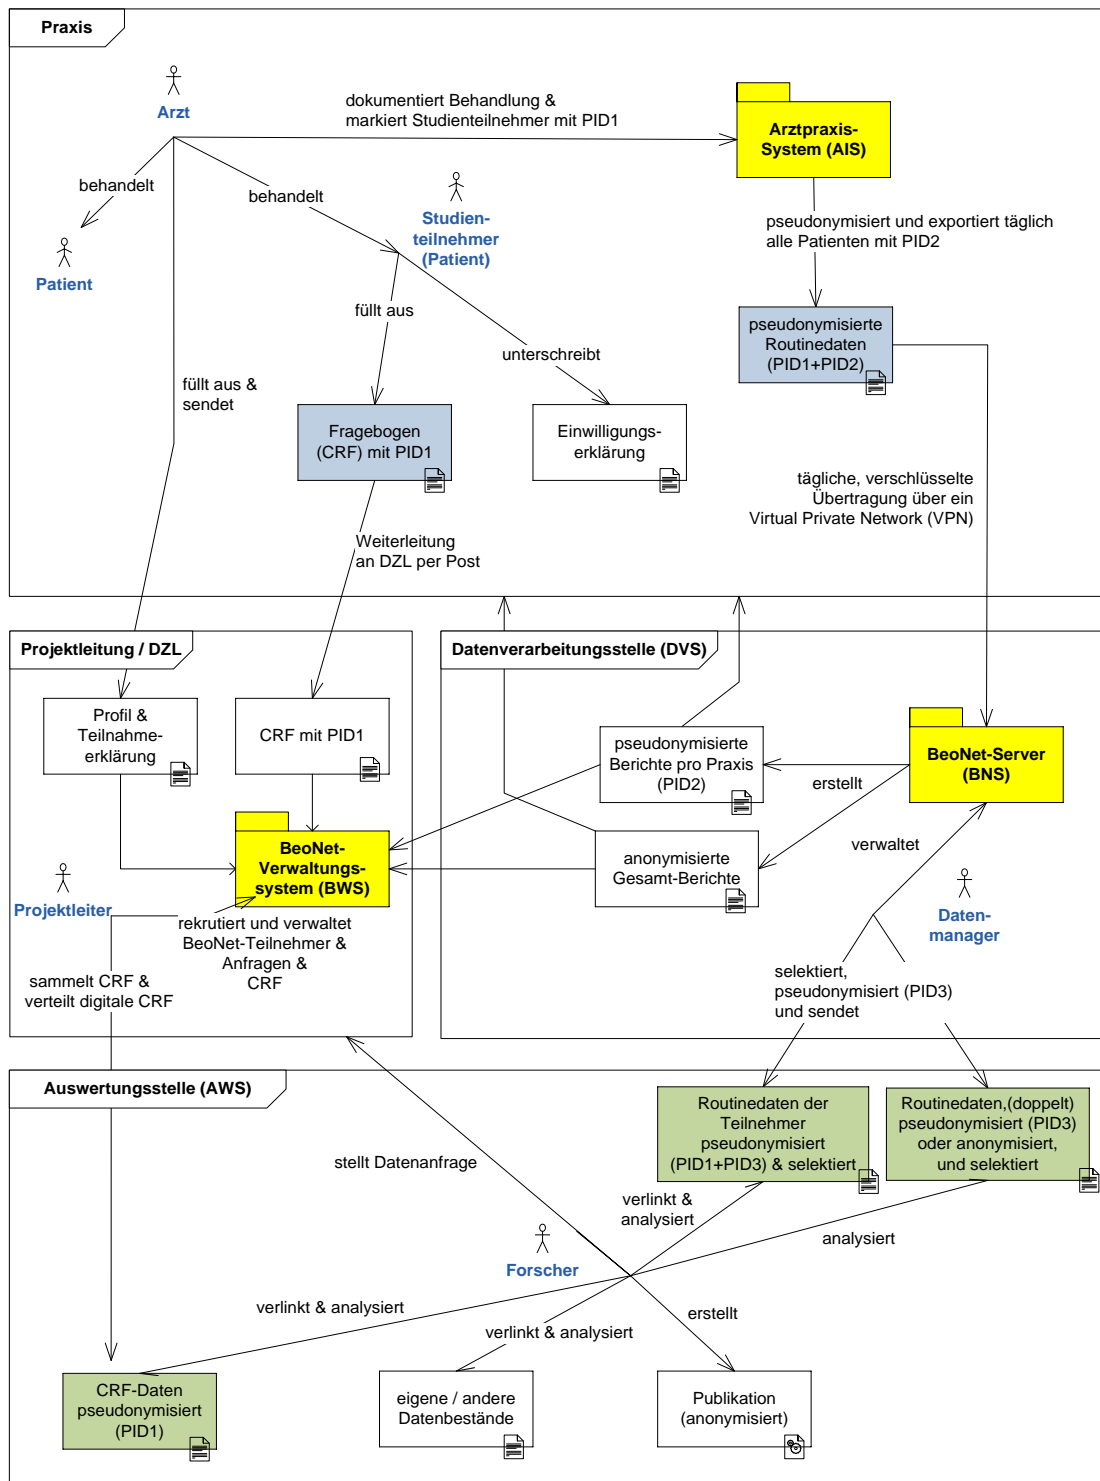 Praxis
Arzt
dokumentiert Behandlung &
markiert Studienteilnehmer mit PID1
Arztpraxis-
System (AIS)
behandelt
behandelt
Patient
Studien-
teilnehmer
(Patient)
pseudonymisiert und exportiert täglich
alle Patienten mit PID2
füllt aus
pseudonymisierte
Routinedaten
(PID1+PID2)
unterschreibt
füllt aus &
sendet
Fragebogen
(CRF) mit PID1
Einwilligungs-
erklärung
tägliche, verschlüsselte
Übertragung über ein
Virtual Private Network (VPN)
Weiterleitung
an DZL per Post
Projektleitung / DZL
Datenverarbeitungsstelle (DVS)
Profil &
Teilnahme-
erklärung
CRF mit PID1
pseudonymisierte
Berichte pro Praxis
(PID2)
BeoNet-Server
(BNS)
erstellt
BeoNet-
Verwaltungs-
system (BWS)
anonymisierte
Gesamt-Berichte
verwaltet
Projektleiter
rekrutiert und verwaltet
BeoNet-Teilnehmer &
Anfragen &
CRF
Daten-
manager
sammelt CRF &
verteilt digitale CRF
selektiert,
pseudonymisiert (PID3)
und sendet
Auswertungsstelle (AWS)
Routinedaten der
Teilnehmer
pseudonymisiert
(PID1+PID3) & selektiert
Routinedaten,(doppelt)
pseudonymisiert (PID3)
oder anonymisiert,
und selektiert
stellt Datenanfrage
verlinkt &
analysiert
analysiert
Forscher
verlinkt & analysiert
verlinkt & analysiert
erstellt
CRF-Daten
pseudonymisiert
(PID1)
eigene / andere
Datenbestände
Publikation
(anonymisiert)